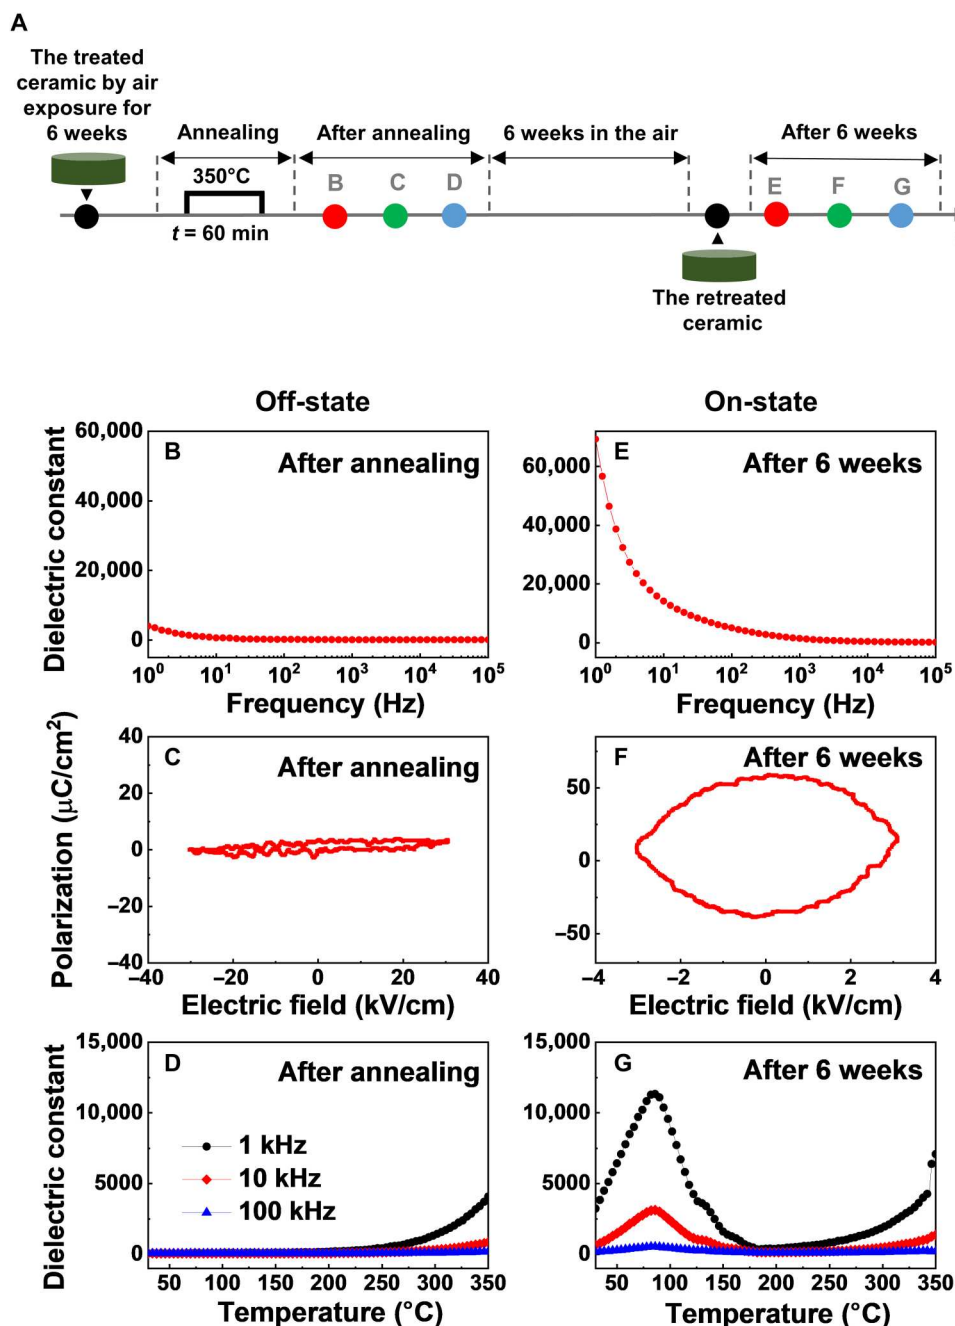 A
The treated
ceramic by air
exposure for
6 weeks
Annealing
After annealing
6 weeks in the air
After 6 weeks
350°C
B
C
D
E
F
G
t = 60 min
The retreated
ceramic
Off-state
On-state
60,000
40,000
20,000
0
B
After annealing
10^0
10^1
10^2
10^3
10^4
10^5
Frequency (Hz)
Dielectric constant
60,000
40,000
20,000
0
E
After 6 weeks
10^0
10^1
10^2
10^3
10^4
10^5
Frequency (Hz)
40
20
0
−20
−40
C
After annealing
−40
−20
0
20
40
Electric field (kV/cm)
Polarization (μC/cm²)
50
0
−50
F
After 6 weeks
−4
−2
0
2
4
Electric field (kV/cm)
15,000
10,000
5000
0
D
After annealing
1 kHz
10 kHz
100 kHz
50
100
150
200
250
300
350
Temperature (°C)
Dielectric constant
15,000
10,000
5000
0
G
After 6 weeks
50
100
150
200
250
300
350
Temperature (°C)